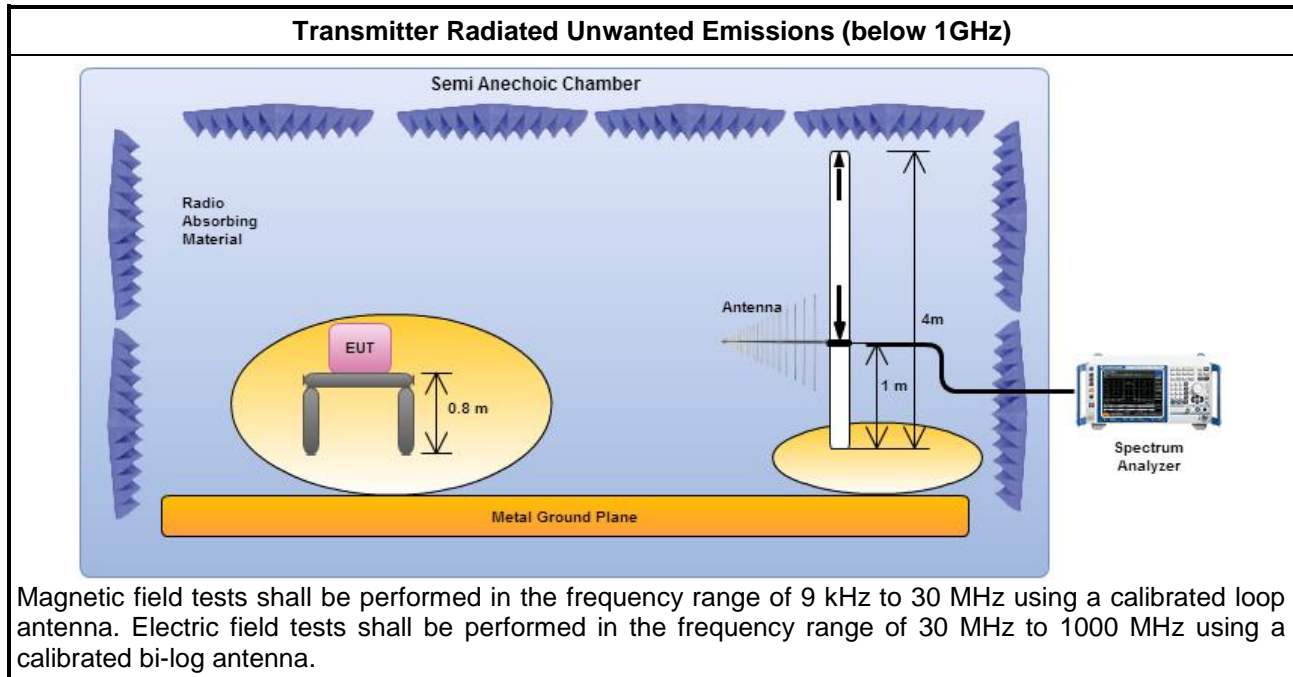 Transmitter Radiated Unwanted Emissions (below 1GHz)
Semi Anechoic Chamber
Radio
Absorbing
Material
Antenna
4m
EUT
1 m
0.8 m
Spectrum
Analyzer
Metal Ground Plane
Magnetic field tests shall be performed in the frequency range of 9 kHz to 30 MHz using a calibrated loop
antenna. Electric field tests shall be performed in the frequency range of 30 MHz to 1000 MHz using a
calibrated bi-log antenna.